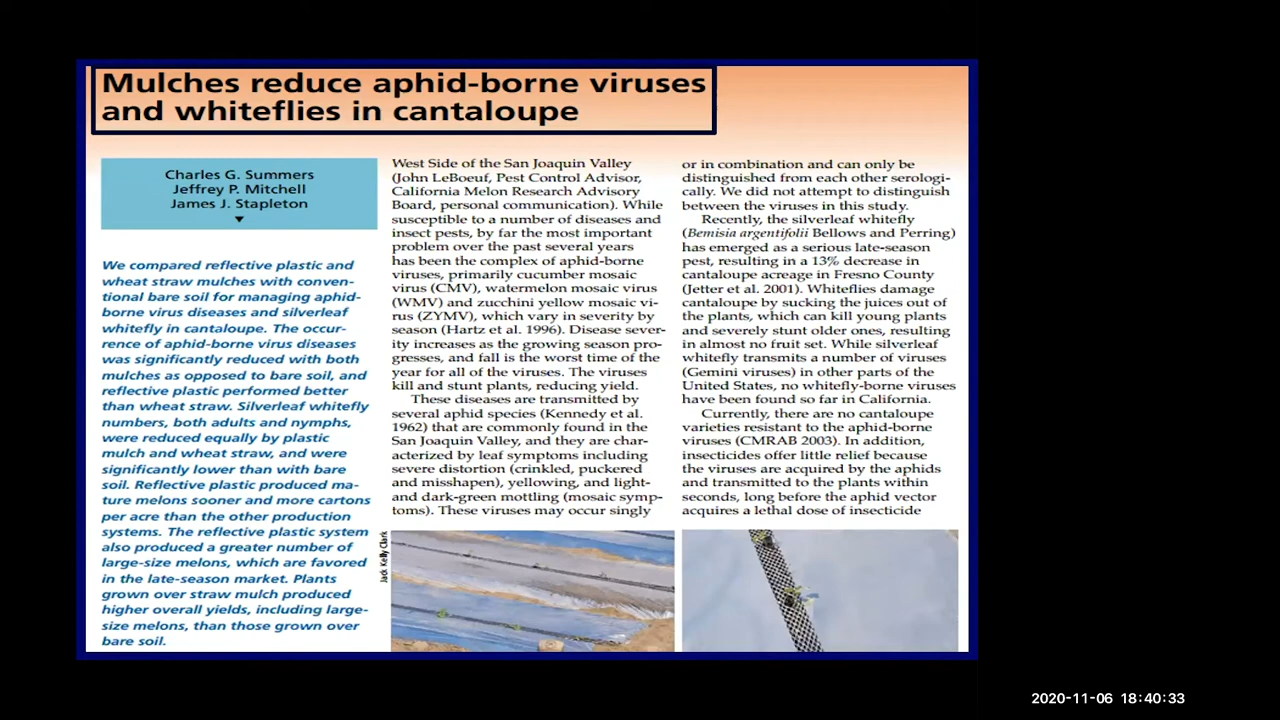 Mulches reduce aphid-borne viruses
and whiteflies in cantaloupe
Charles G. Summers
Jeffrey P. Mitchell
James J. Stapleton
We compared reflective plastic and
wheat straw mulches with conven-
tional bare soil for managing aphid-
borne virus diseases and silverleaf
whitefly in cantaloupe. The occur-
rence of aphid-borne virus diseases
was significantly reduced with both
mulches as opposed to bare soil, and
reflective plastic performed better
than wheat straw. Silverleaf whitefly
numbers, both adults and nymphs,
were reduced equally by plastic
mulch and wheat straw, and were
significantly lower than with bare
soil. Reflective plastic produced ma-
ture melons sooner and more cartons
per acre than the other production
systems. The reflective plastic system
also produced a greater number of
large-size melons, which are favored
in the late-season market. Plants
grown over straw mulch produced
higher overall yields, including large-
size melons, than those grown over
bare soil.
West Side of the San Joaquin Valley
(John LeBoeuf, Pest Control Advisor,
California Melon Research Advisory
Board, personal communication). While
susceptible to a number of diseases and
insect pests, by far the most important
problem over the past several years
has been the complex of aphid-borne
viruses, primarily cucumber mosaic
virus (CMV), watermelon mosaic virus
(WMV) and zucchini yellow mosaic vi-
rus (ZYMV), which vary in severity by
season (Hartz et al. 1996). Disease sever-
ity increases as the growing season pro-
gresses, and fall is the worst time of the
year for all of the viruses. The viruses
kill and stunt plants, reducing yield.
These diseases are transmitted by
several aphid species (Kennedy et al.
1962) that are commonly found in the
San Joaquin Valley, and they are char-
acterized by leaf symptoms including
severe distortion (crinkled, puckered
and misshapen), yellowing, and light-
and dark-green mottling (mosaic symp-
toms). These viruses may occur singly
or in combination and can only be
distinguished from each other serologi-
cally. We did not attempt to distinguish
between the viruses in this study.
Recently, the silverleaf whitefly
(Bemisia argentifolii Bellows and Perring)
has emerged as a serious late-season
pest, resulting in a 13% decrease in
cantaloupe acreage in Fresno County
(Jetter et al. 2001). Whiteflies damage
cantaloupe by sucking the juices out of
the plants, which can kill young plants
and severely stunt older ones, resulting
in almost no fruit set. While silverleaf
whitefly transmits a number of viruses
(Gemini viruses) in other parts of the
United States, no whitefly-borne viruses
have been found so far in California.
Currently, there are no cantaloupe
varieties resistant to the aphid-borne
viruses (CMRAB 2003). In addition,
insecticides offer little relief because
the viruses are acquired by the aphids
and transmitted to the plants within
seconds, long before the aphid vector
acquires a lethal dose of insecticide
Jack Kelly Clark
2020-11-06 18:40:33